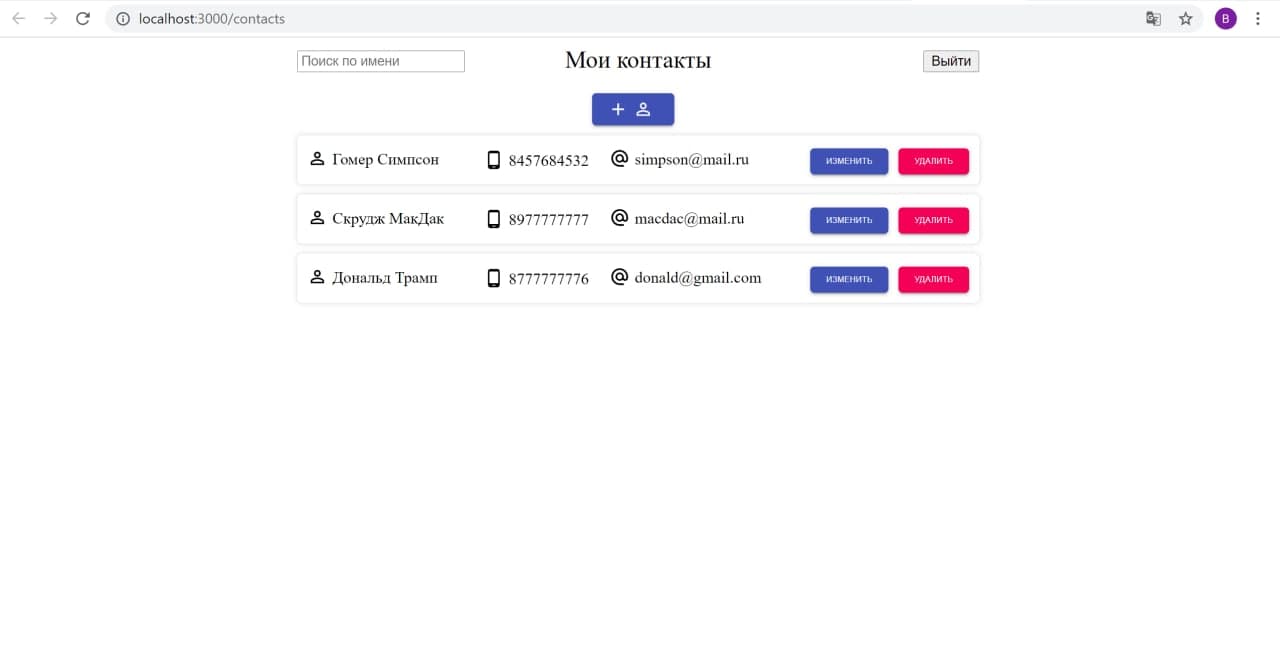 localhost:3000/contacts
B
Поиск по имени
Мои контакты
Выйти
+
Гомер Симпсон 8457684532 @ simpson@mail.ru ИЗМЕНИТЬ УДАЛИТЬ
Скрудж МакДак 8977777777 @ macdac@mail.ru ИЗМЕНИТЬ УДАЛИТЬ
Дональд Трамп 8777777776 @ donald@gmail.com ИЗМЕНИТЬ УДАЛИТЬ